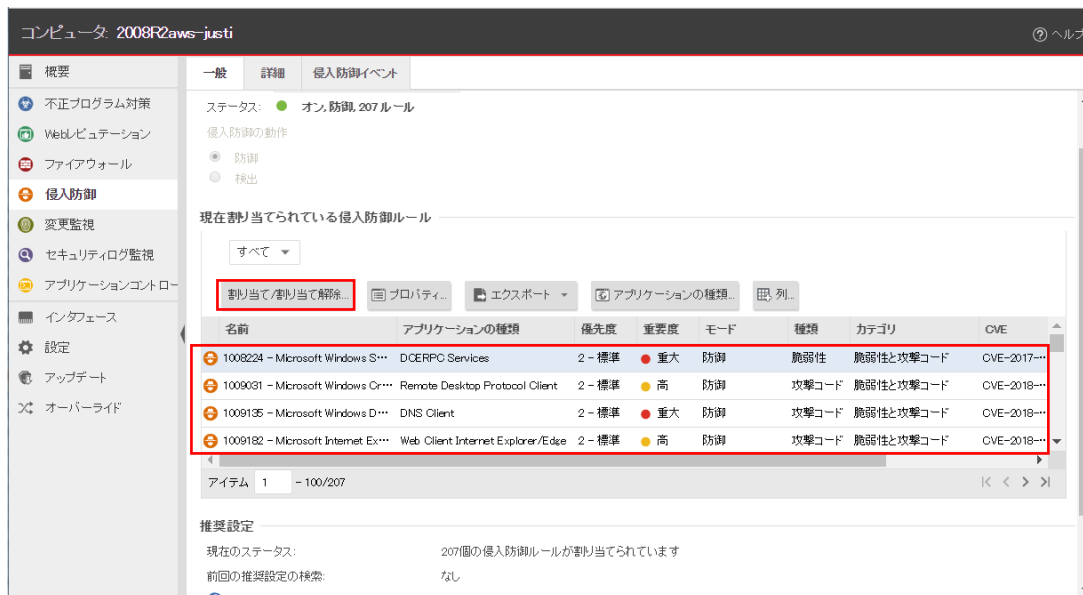 コンピュータ: 2008R2aws-justi
ヘルプ
概要
不正プログラム対策
Webレピュテーション
ファイアウォール
侵入防御
変更監視
セキュリティログ監視
アプリケーションコントロー
インタフェース
設定
アップデート
オーバーライド
一般 詳細 侵入防御イベント
ステータス: オン, 防御, 207 ルール
侵入防御の動作
防御
検出
現在割り当てられている侵入防御ルール
すべて
割り当て/割り当て解除... プロパティ... エクスポート アプリケーションの種類... 列...
名前 アプリケーションの種類 優先度 重要度 モード 種類 カテゴリ CVE
1008224 - Microsoft Windows S… DCERPC Services 2 - 標準 重大 防御 脆弱性 脆弱性と攻撃コード CVE-2017-…
1009031 - Microsoft Windows Cr… Remote Desktop Protocol Client 2 - 標準 高 防御 攻撃コード 脆弱性と攻撃コード CVE-2018-…
1009135 - Microsoft Windows D… DNS Client 2 - 標準 重大 防御 攻撃コード 脆弱性と攻撃コード CVE-2018-…
1009182 - Microsoft Internet Ex… Web Client Internet Explorer/Edge 2 - 標準 高 防御 攻撃コード 脆弱性と攻撃コード CVE-2018-…
アイテム 1 - 100/207
推奨設定
現在のステータス: 207個の侵入防御ルールが割り当てられています
前回の推奨設定の検索: なし